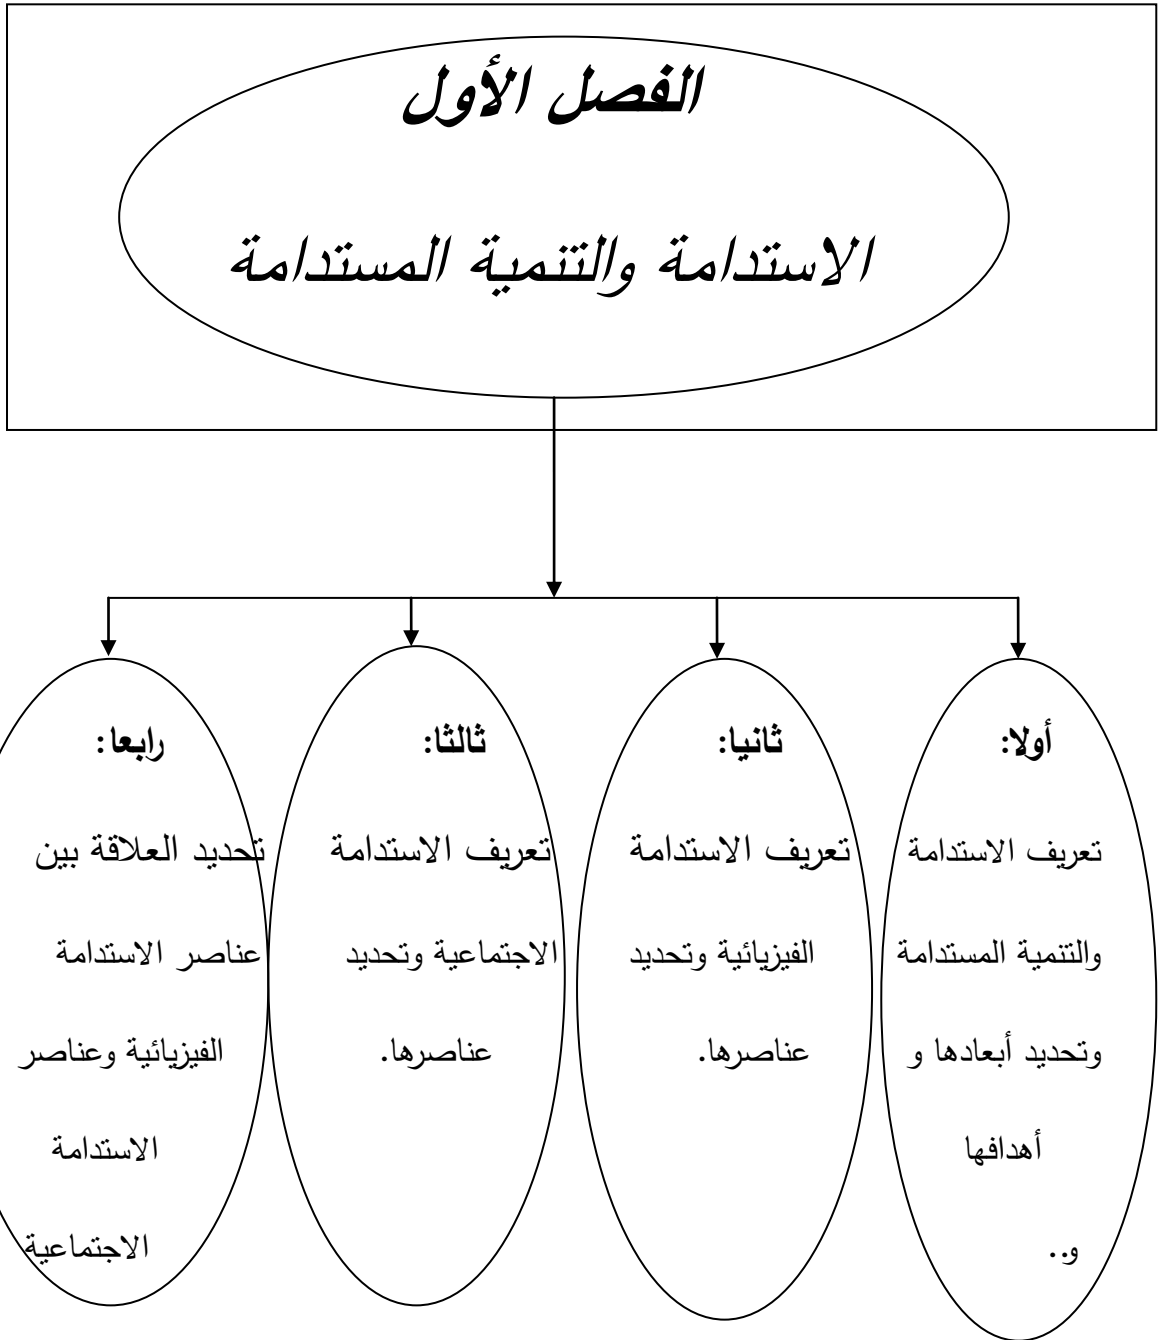 الفصل الأول
الاستدامة والتنمية المستدامة
أولا:
تعريف الاستدامة
والتنمية المستدامة
وتحديد أبعادها و
أهدافها
و..
ثانيا:
تعريف الاستدامة
الفيزيائية وتحديد
عناصرها.
ثالثا:
تعريف الاستدامة
الاجتماعية وتحديد
عناصرها.
رابعا:
تحديد العلاقة بين
عناصر الاستدامة
الفيزيائية وعناصر
الاستدامة
الاجتماعية